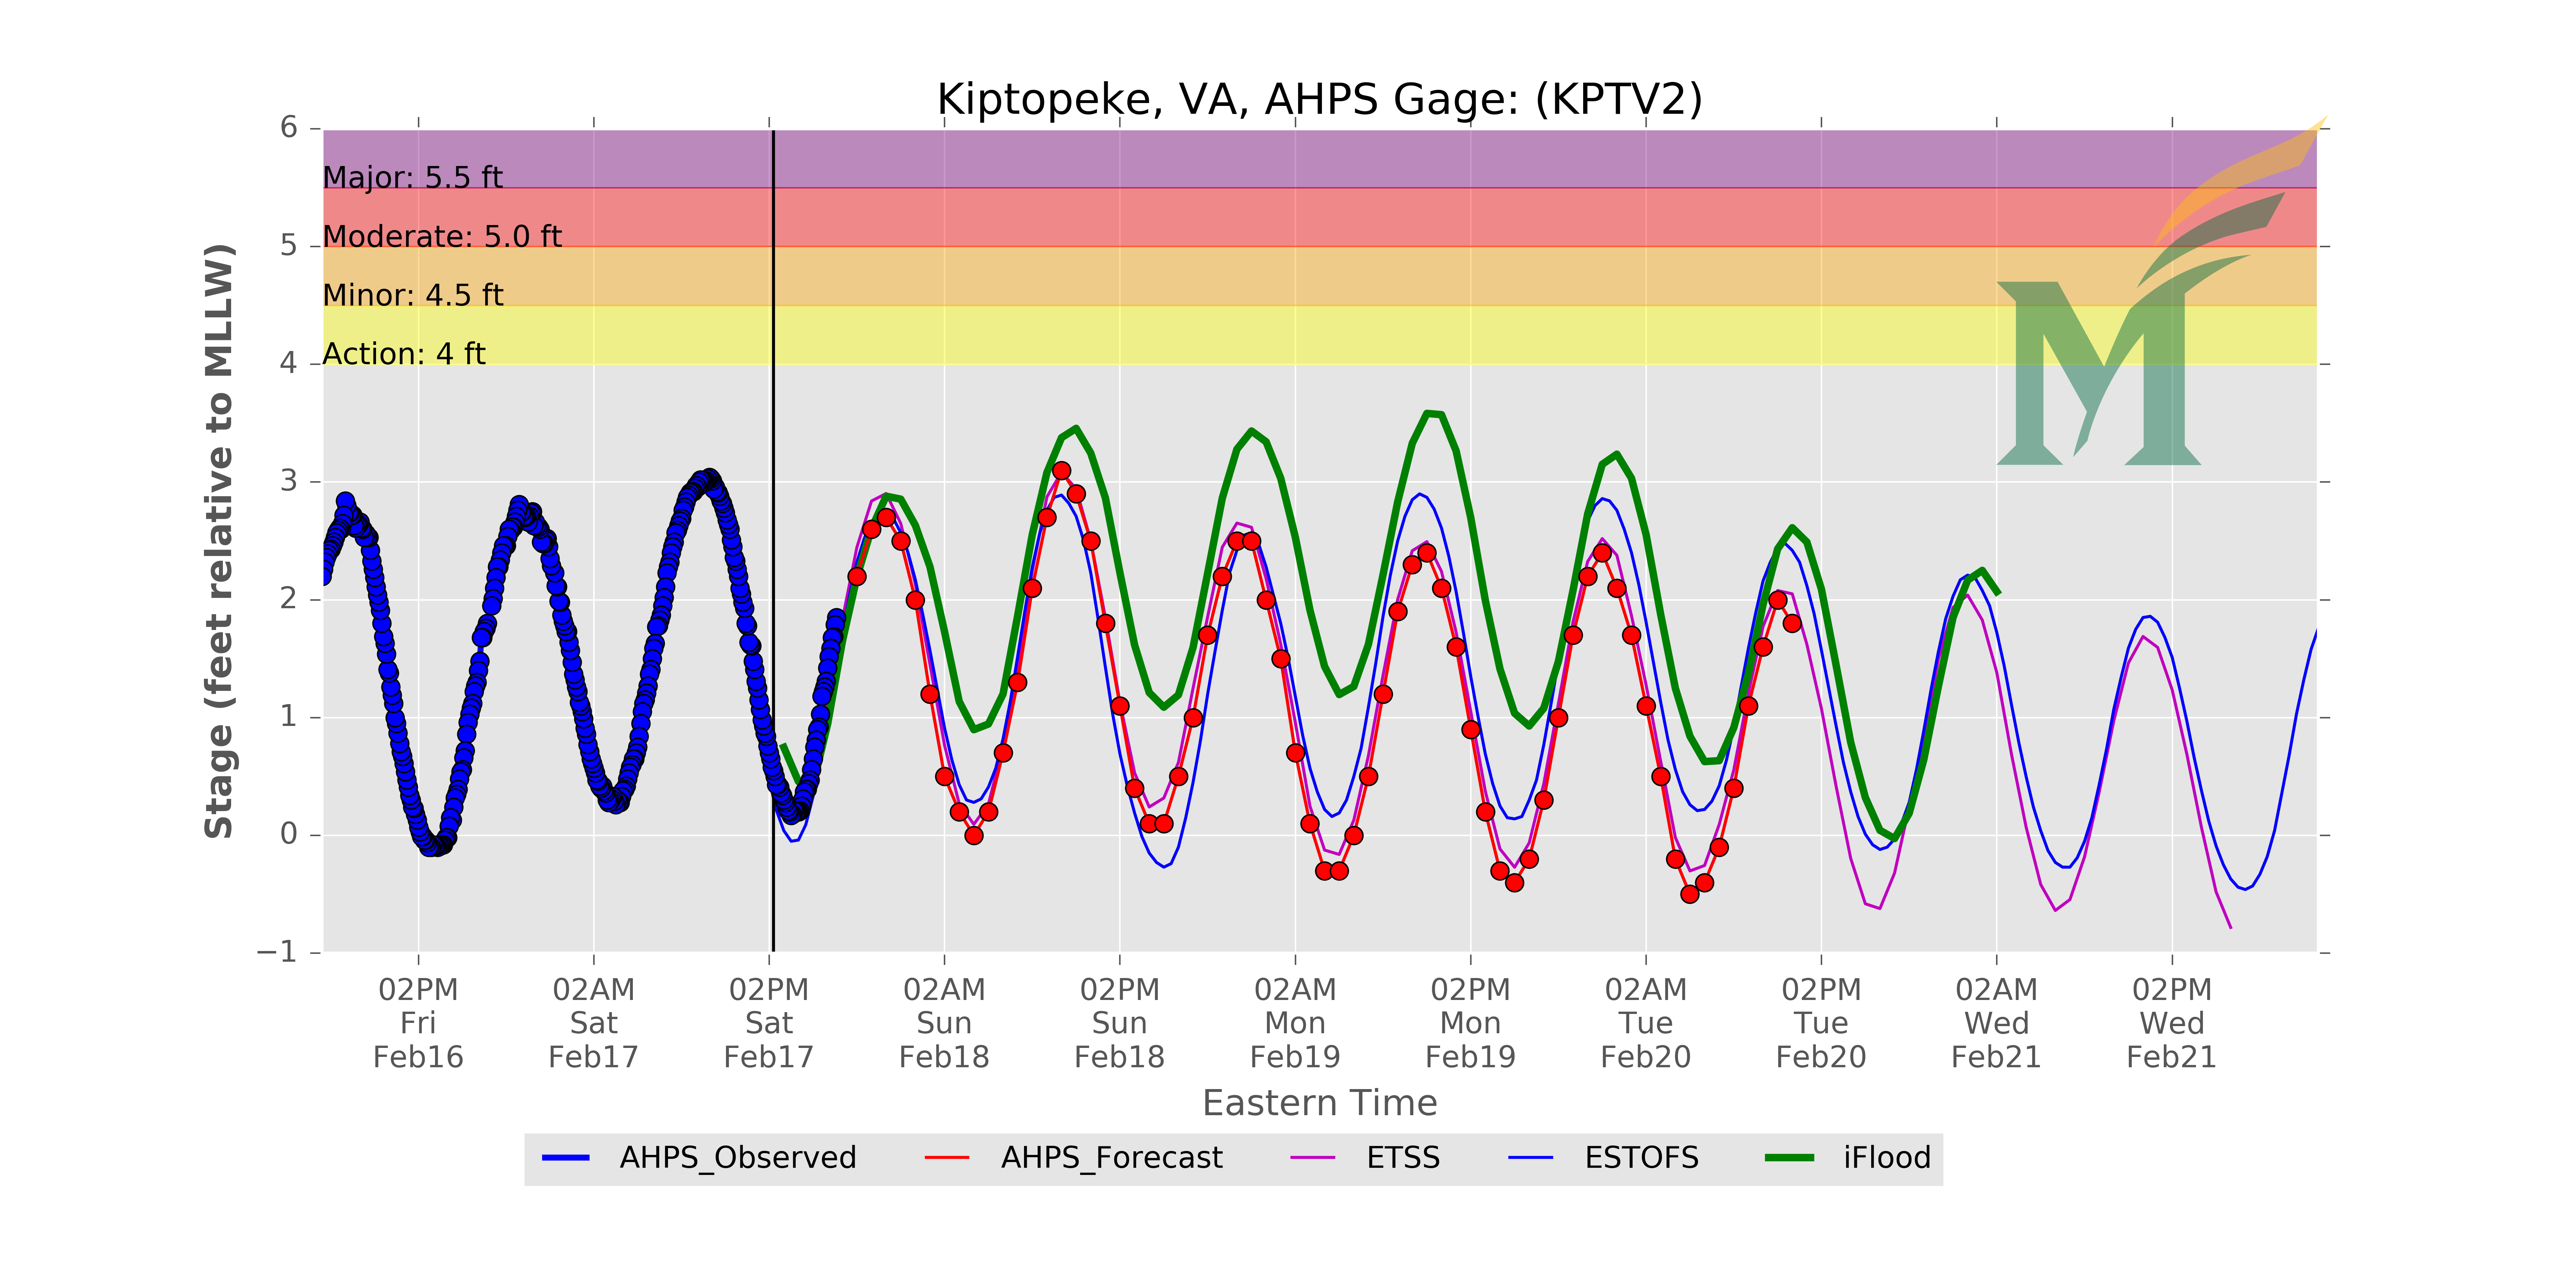 Kiptopeke, VA, AHPS Gage: (KPTV2)
6
5
4
3
2
1
0
−1
Stage (feet relative to MLLW)
Major: 5.5 ft
Moderate: 5.0 ft
Minor: 4.5 ft
Action: 4 ft
M
02PM 02AM 02PM 02AM 02PM 02AM 02PM 02AM 02PM 02AM 02PM
Fri Sat Sat Sun Sun Mon Mon Tue Tue Wed Wed
Feb16 Feb17 Feb17 Feb18 Feb18 Feb19 Feb19 Feb20 Feb20 Feb21 Feb21
Eastern Time
AHPS_Observed AHPS_Forecast ETSS ESTOFS iFlood